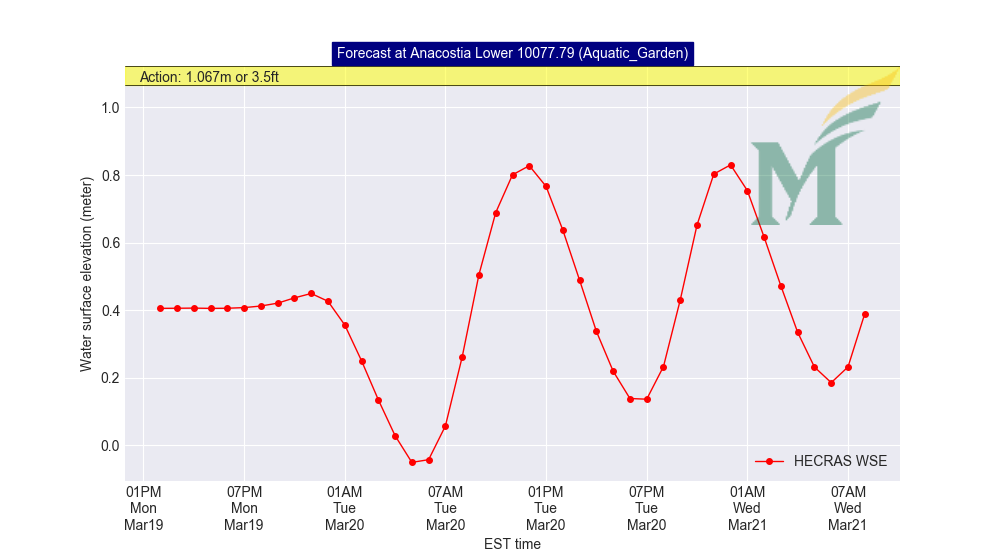 Forecast at Anacostia Lower 10077.79 (Aquatic_Garden)
Action: 1.067m or 3.5ft
1.0
0.8
0.6
0.4
0.2
0.0
Water surface elevation (meter)
M
HECRAS WSE
01PM 07PM 01AM 07AM 01PM 07PM 01AM 07AM
Mon Mon Tue Tue Tue Tue Wed Wed
Mar19 Mar19 Mar20 Mar20 Mar20 Mar20 Mar21 Mar21
EST time